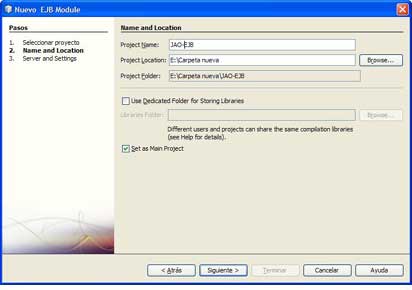 Nuevo EJB Module
Pasos
1. Seleccionar proyecto
2. Name and Location
3. Server and Settings
Name and Location
Project Name: JAO-EJB
Project Location: E:\Carpeta nueva Browse...
Project Folder: E:\Carpeta nueva\JAO-EJB
Use Dedicated Folder for Storing Libraries
Libraries Folder: Browse...
Different users and projects can share the same compilation libraries
(see Help for details).
Set as Main Project
< Atrás Siguiente > Terminar Cancelar Ayuda